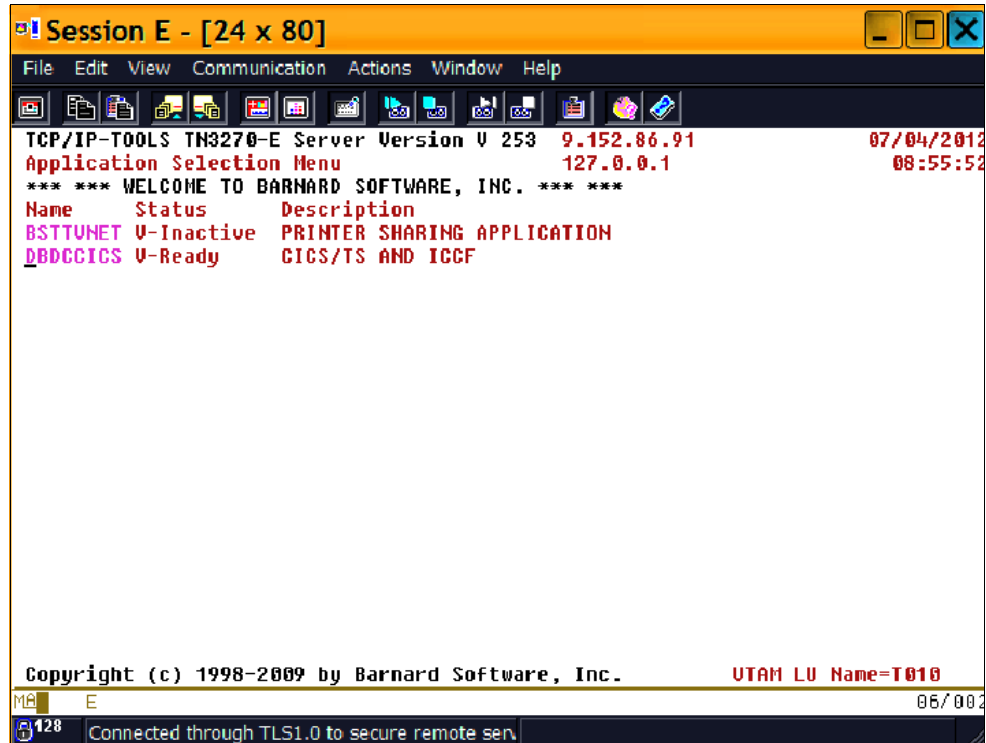 Session E - [24 x 80]
File Edit View Communication Actions Window Help
TCP/IP-TOOLS TN3270-E Server Version V 253 9.152.86.91 07/04/2012
Application Selection Menu 127.0.0.1 08:55:52
*** *** WELCOME TO BARNARD SOFTWARE, INC. *** ***
Name Status Description
BSTTVNET V-Inactive PRINTER SHARING APPLICATION
DBDCCICS V-Ready CICS/TS AND ICCF
Copyright (c) 1998-2009 by Barnard Software, Inc. VTAM LU Name=T010
MA E 06/002
128 Connected through TLS1.0 to secure remote serv